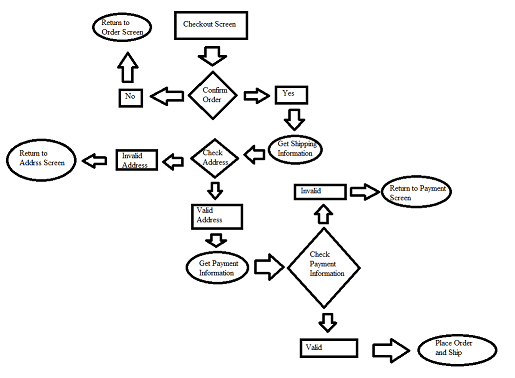 Return to
Order Screen
Checkout Screen
No
Confirm
Order
Yes
Return to
Addrss Screen
Invalid
Address
Check
Address
Get Shipping
Information
Valid
Address
Invalid
Return to Payment
Screen
Get Payment
Information
Check
Payment
Information
Valid
Place Order
and Ship